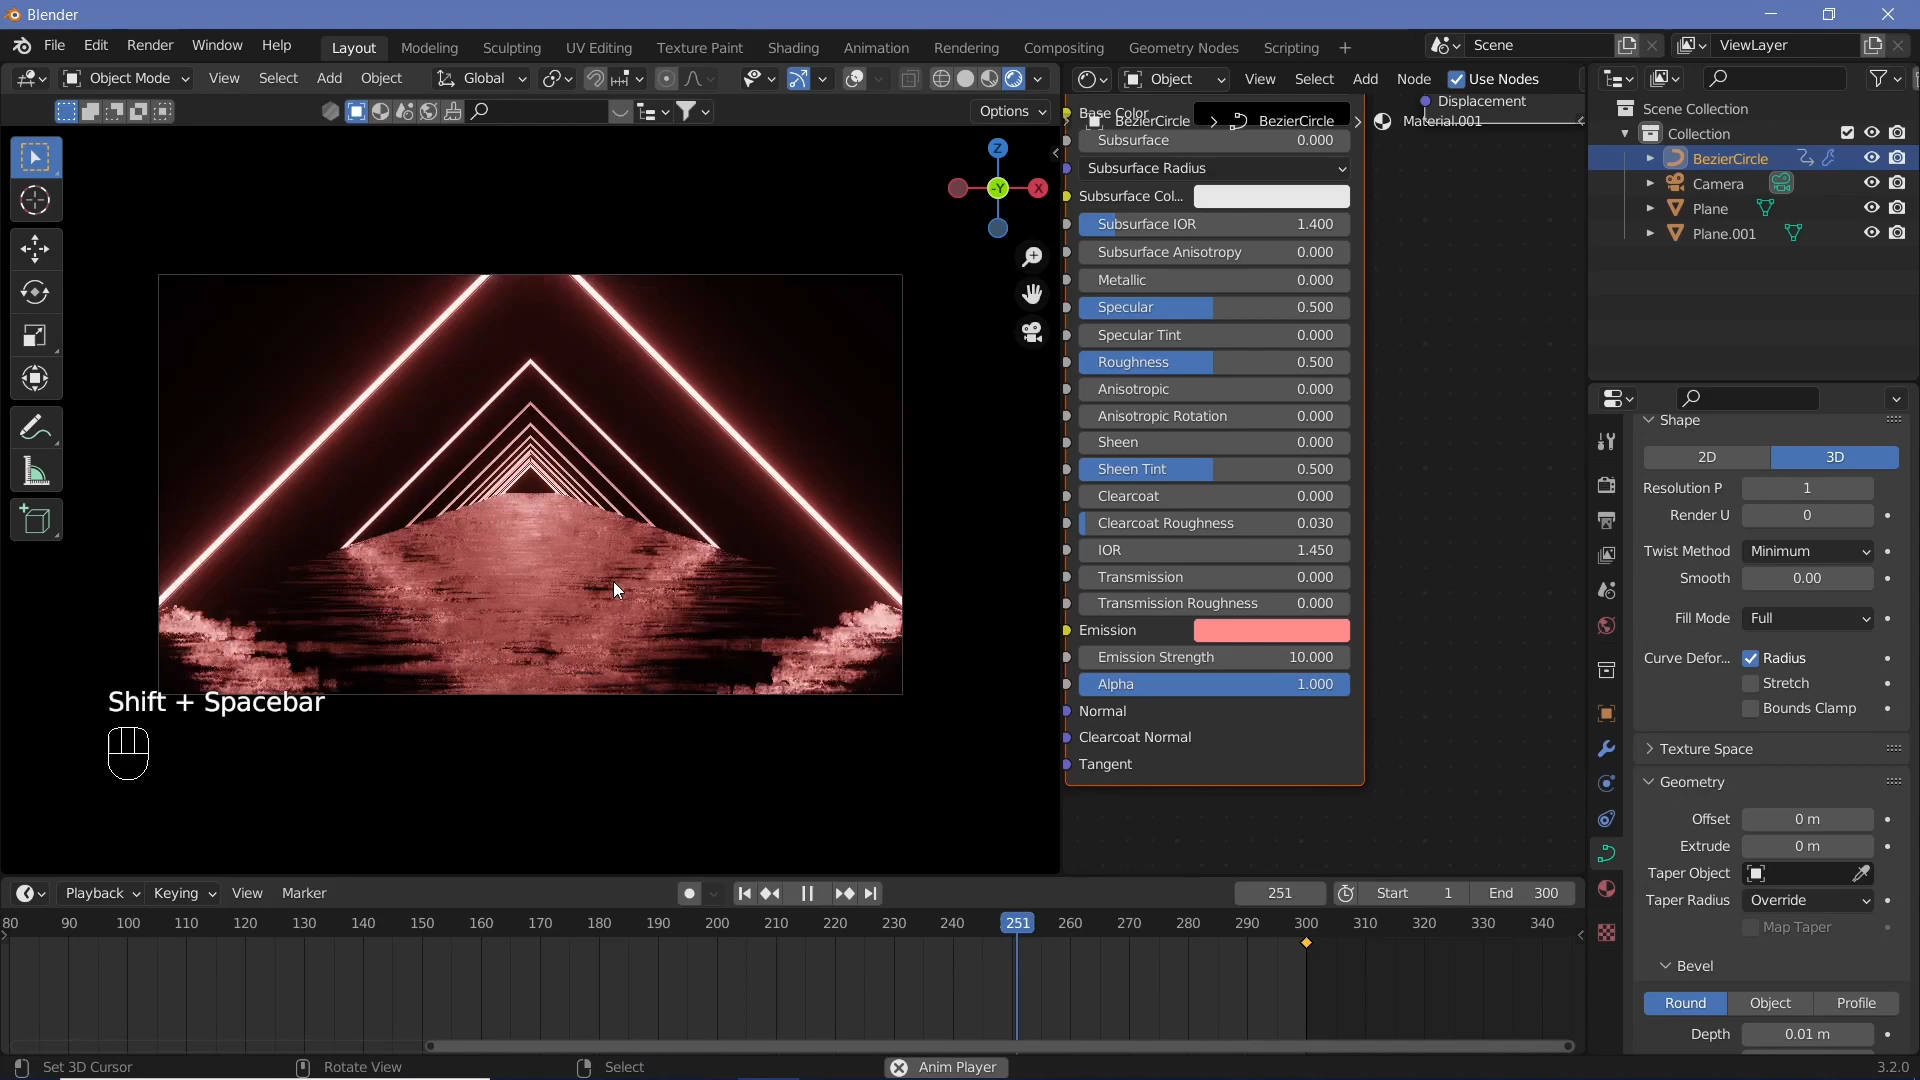 Blender
File Edit Render Window Help Layout Modeling Sculpting UV Editing Texture Paint Shading Animation Rendering Compositing Geometry Nodes Scripting + Scene ViewLayer
Object Mode View Select Add Object Global Object View Select Add Node Use Nodes
Options
Base Color BezierCircle BezierCircle Material.001
Displacement
Subsurface 0.000
Subsurface Radius
Subsurface Col...
Subsurface IOR 1.400
Subsurface Anisotropy 0.000
Metallic 0.000
Specular 0.500
Specular Tint 0.000
Roughness 0.500
Anisotropic 0.000
Anisotropic Rotation 0.000
Sheen 0.000
Sheen Tint 0.500
Clearcoat 0.000
Clearcoat Roughness 0.030
IOR 1.450
Transmission 0.000
Transmission Roughness 0.000
Emission
Emission Strength 10.000
Alpha 1.000
Normal
Clearcoat Normal
Tangent
Z
-Y X
Shift + Spacebar
Scene Collection
Collection
BezierCircle
Camera
Plane
Plane.001
Shape
2D 3D
Resolution P 1
Render U 0
Twist Method Minimum
Smooth 0.00
Fill Mode Full
Curve Defor... Radius
Stretch
Bounds Clamp
Texture Space
Geometry
Offset 0 m
Extrude 0 m
Taper Object
Taper Radius Override
Map Taper
Bevel
Round Object Profile
Depth 0.01 m
Playback Keying View Marker 251 Start 1 End 300
80 90 100 110 120 130 140 150 160 170 180 190 200 210 220 230 240 251 260 270 280 290 300 310 320 330 340
Set 3D Cursor Rotate View Select Anim Player 3.2.0